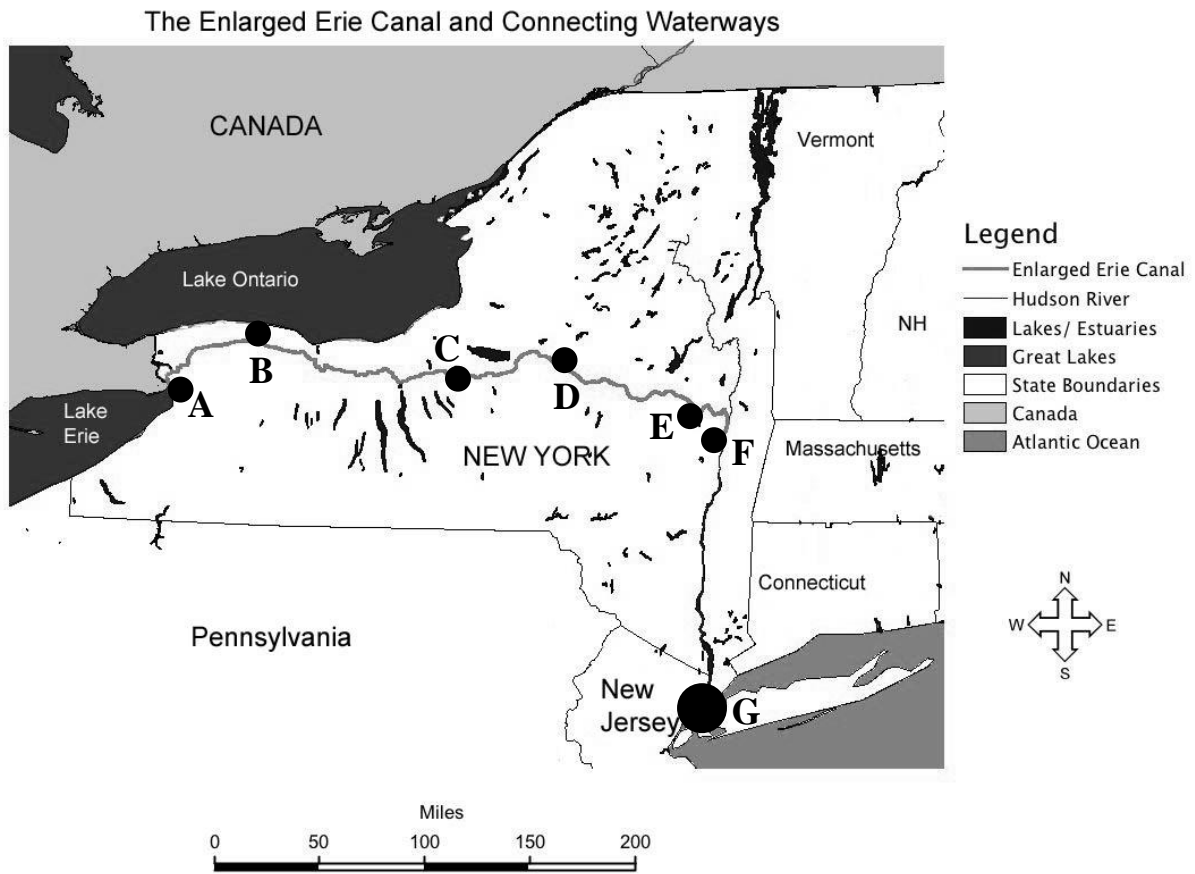 The Enlarged Erie Canal and Connecting Waterways
CANADA
Vermont
Lake Ontario
NH
Lake
Erie
A
B
C
D
E
F
NEW YORK
Massachusetts
Connecticut
Pennsylvania
New
Jersey
G
Legend
Enlarged Erie Canal
Hudson River
Lakes/ Estuaries
Great Lakes
State Boundaries
Canada
Atlantic Ocean
N
W E
S
Miles
0 50 100 150 200